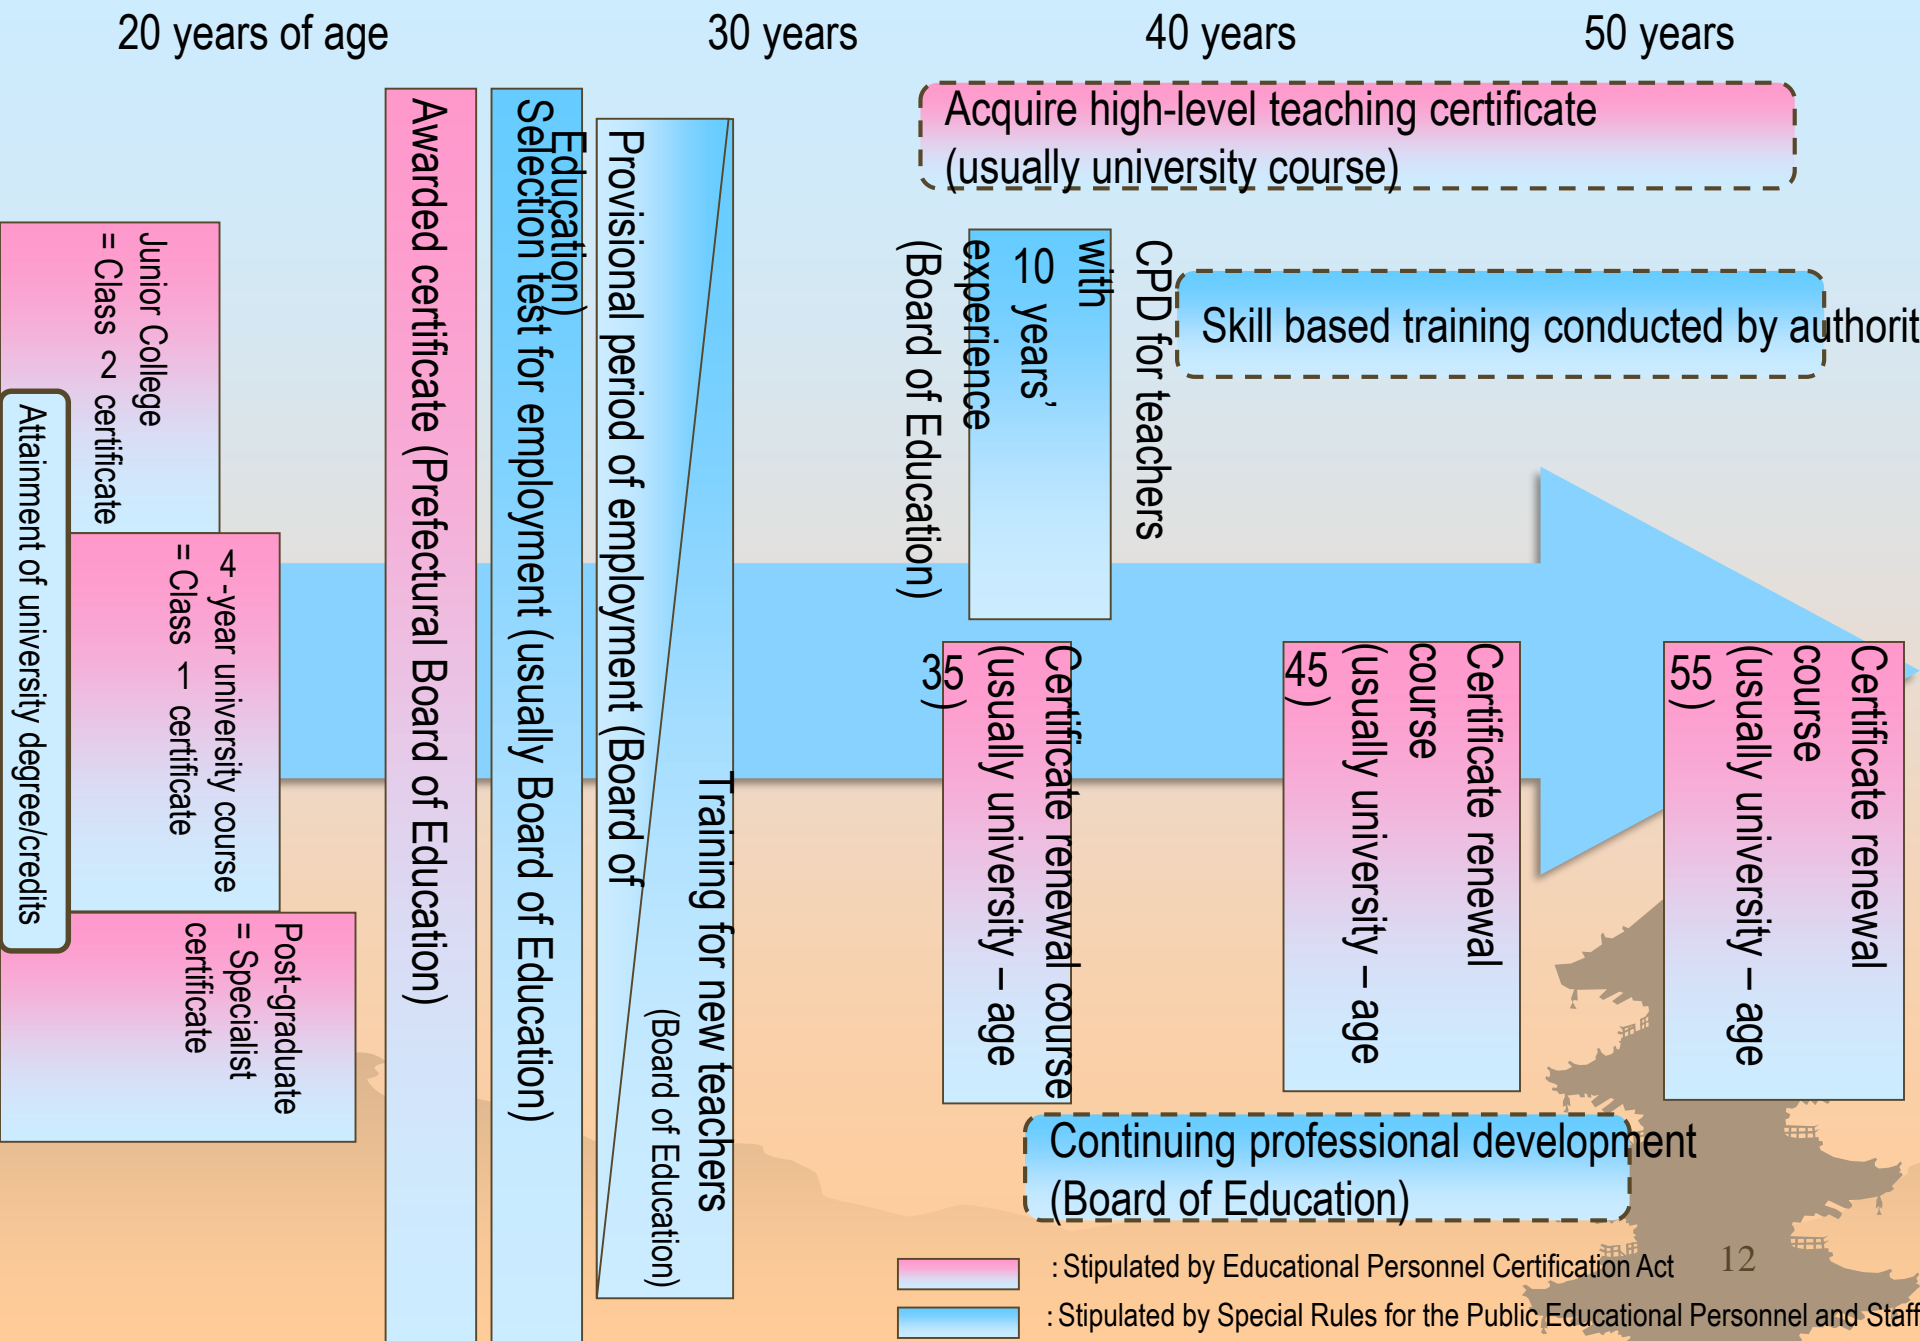 20 years of age
30 years
40 years
50 years
Junior College
= Class 2 certificate
4-year university course
= Class 1 certificate
Post-graduate
= Specialist
certificate
Attainment of university degree/credits
Awarded certificate (Prefectural Board of Education)
Selection test for employment (usually Board of Education)
Provisional period of employment (Board of
Education)
Training for new teachers
(Board of Education)
Acquire high-level teaching certificate
(usually university course)
CPD for teachers
with
10 years’
experience
(Board of Education)
Skill based training conducted by authorit
Certificate renewal course
(usually university – age
35)
Certificate renewal
course
(usually university – age
45)
Certificate renewal
course
(usually university – age
55)
Continuing professional development
(Board of Education)
: Stipulated by Educational Personnel Certification Act
12
: Stipulated by Special Rules for the Public Educational Personnel and Staff